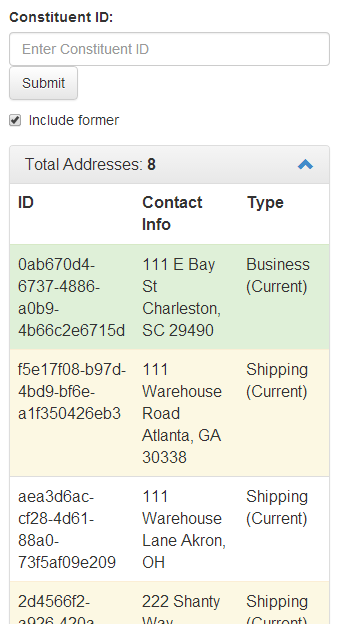 Constituent ID:
Enter Constituent ID
Submit
Include former
Total Addresses: 8
ID Contact Info Type
0ab670d4-
6737-4886-
a0b9-
4b66c2e6715d
111 E Bay
St
Charleston,
SC 29490
Business
(Current)
f5e17f08-b97d-
4bd9-bf6e-
a1f350426eb3
111
Warehouse
Road
Atlanta, GA
30338
Shipping
(Current)
aea3d6ac-
cf28-4d61-
88a0-
73f5af09e209
111
Warehouse
Lane Akron,
OH
Shipping
(Current)
2d4566f2-
a926-420a-
222 Shanty
Way
Shipping
(Current)